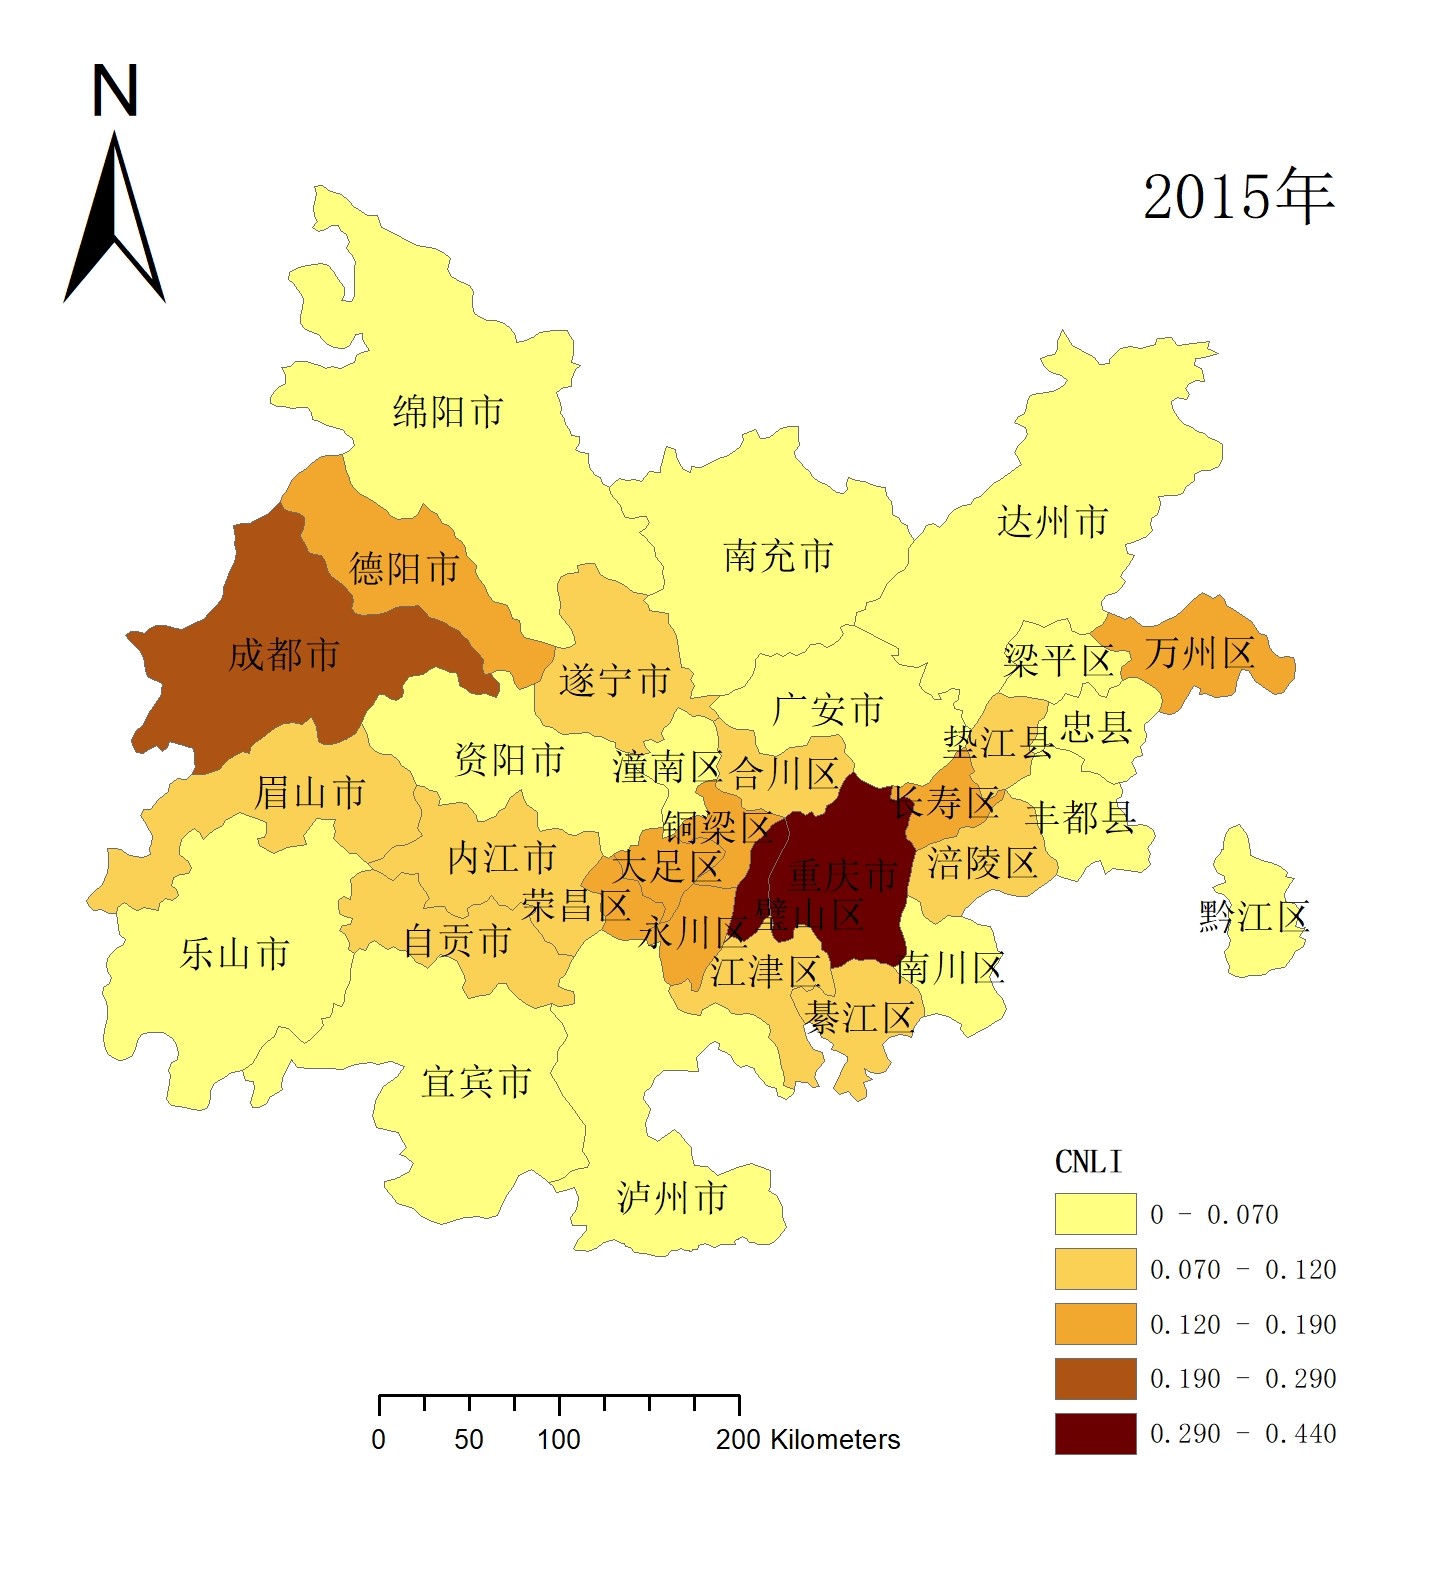 N
2015年
绵阳市
达州市
南充市
德阳市
成都市
遂宁市
梁平区
万州区
广安市
忠县
垫江县
资阳市
潼南区
合川区
眉山市
长寿区
丰都县
铜梁区
内江市
大足区
涪陵区
重庆市
荣昌区
璧山区
黔江区
永川区
自贡市
乐山市
江津区
南川区
綦江区
宜宾市
泸州市
CNLI
0 - 0.070
0.070 - 0.120
0.120 - 0.190
0.190 - 0.290
0.290 - 0.440
0 50 100 200 Kilometers